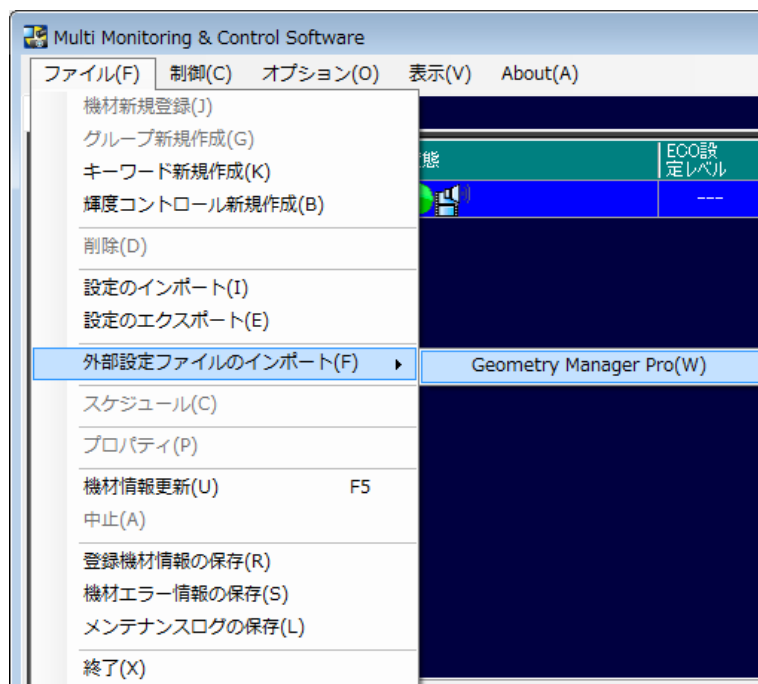 Multi Monitoring & Control Software
ファイル(F) 制御(C) オプション(O) 表示(V) About(A)
機材新規登録(J)
グループ新規作成(G)
キーワード新規作成(K)
輝度コントロール新規作成(B)
削除(D)
設定のインポート(I)
設定のエクスポート(E)
外部設定ファイルのインポート(F)
Geometry Manager Pro(W)
スケジュール(C)
プロパティ(P)
機材情報更新(U) F5
中止(A)
登録機材情報の保存(R)
機材エラー情報の保存(S)
メンテナンスログの保存(L)
終了(X)
態
ECO設
定レベル
---